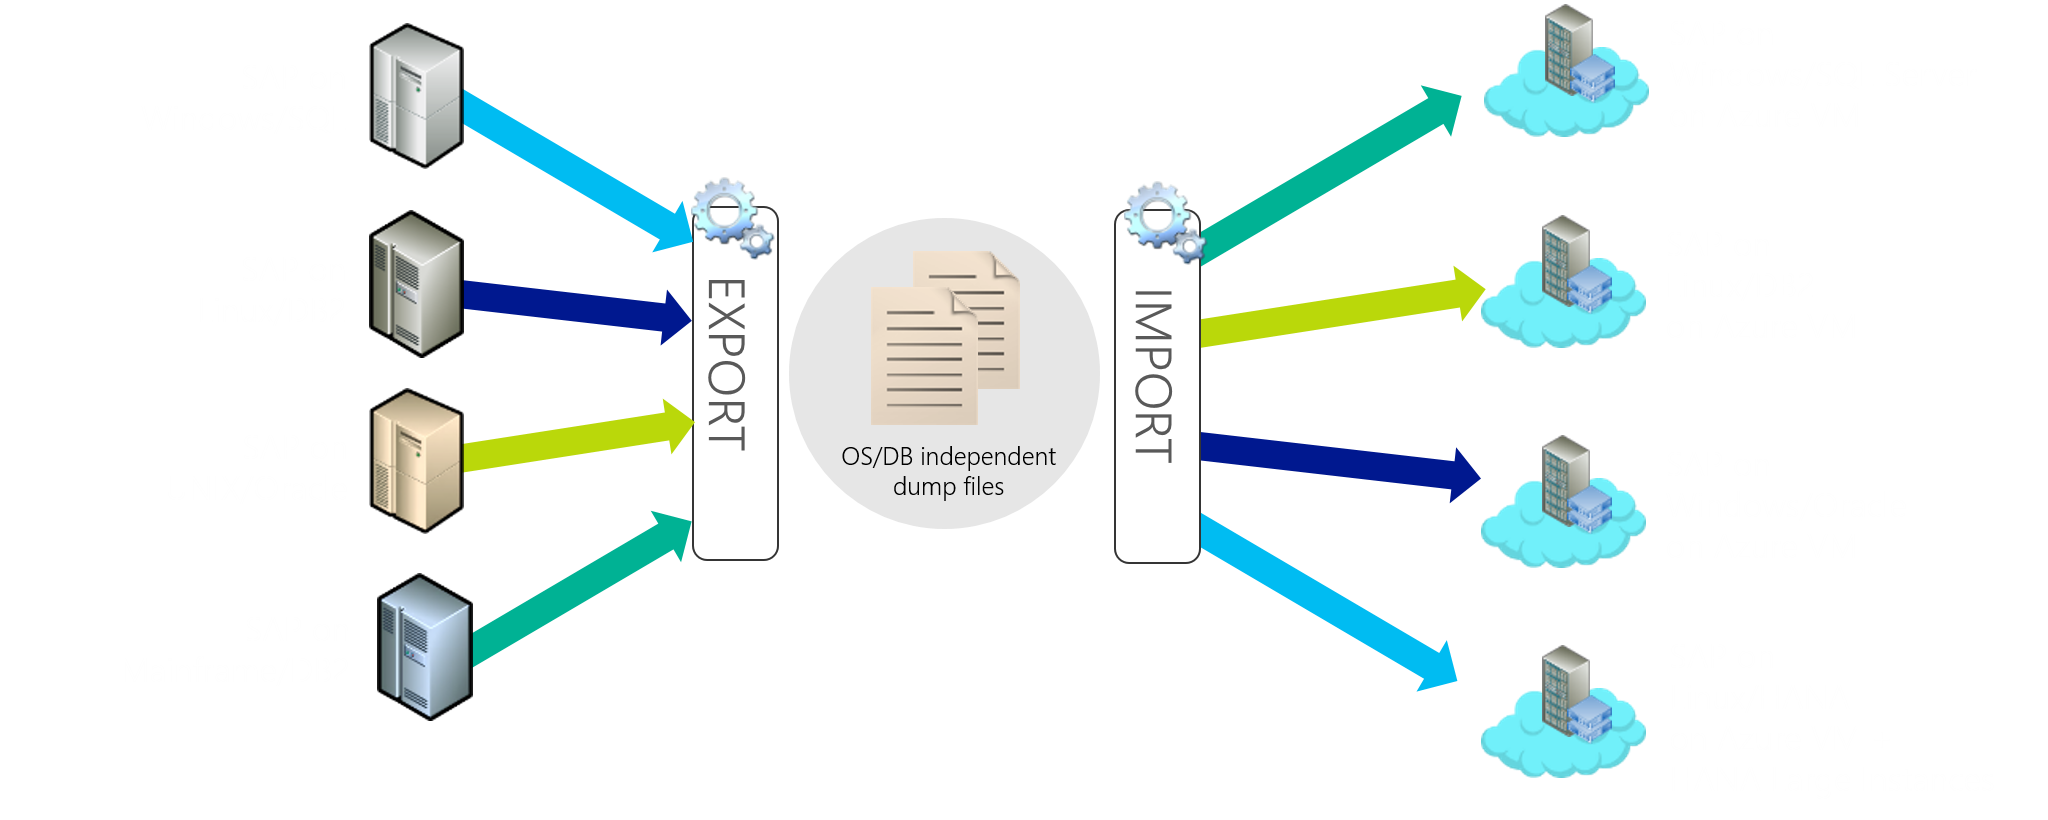 EXPORT
OS/DB independent
dump files
IMPORT